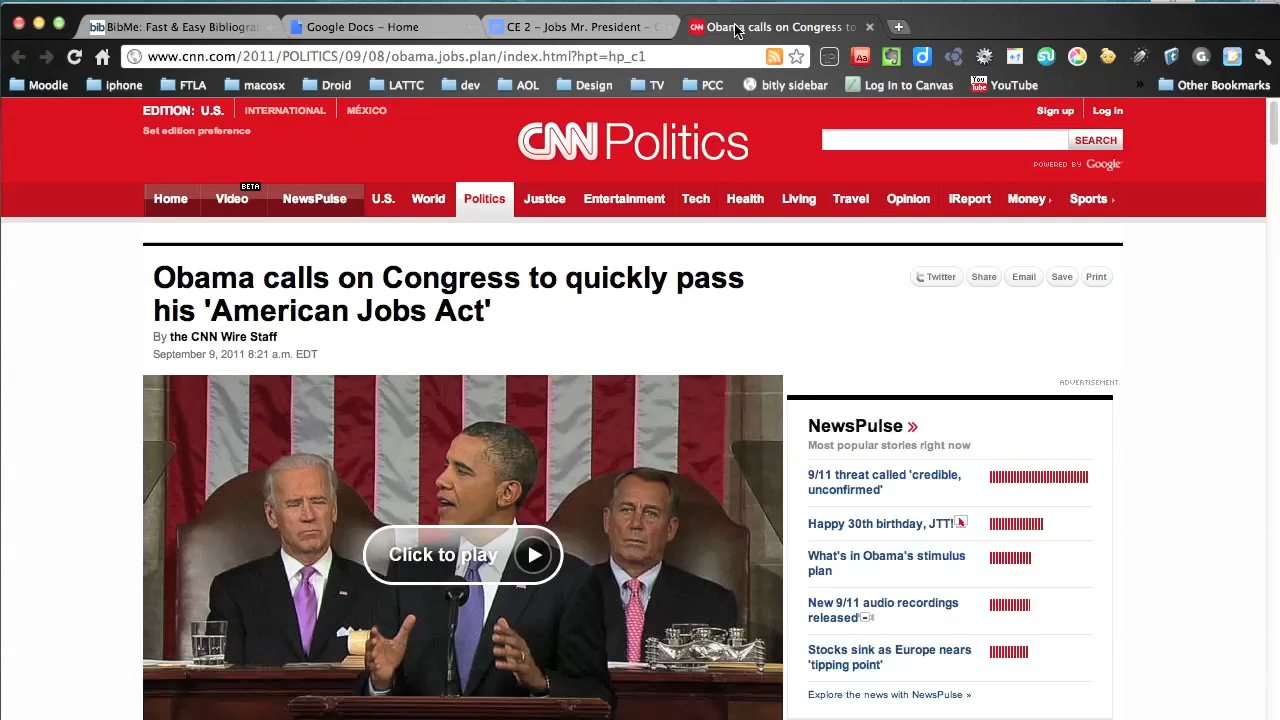 BibMe: Fast & Easy Bibliogra
Google Docs – Home
CE 2 – Jobs Mr. President –
Obama calls on Congress to
www.cnn.com/2011/POLITICS/09/08/obama.jobs.plan/index.html?hpt=hp_c1
Moodle
iphone
FTLA
macosx
Droid
LATTC
dev
AOL
Design
TV
PCC
bitly sidebar
Log In to Canvas
YouTube
»
Other Bookmarks
EDITION: U.S.
INTERNATIONAL
MÉXICO
Set edition preference
CNN Politics
Sign up
Log in
SEARCH
POWERED BY Google
Home
Video
BETA
NewsPulse
U.S.
World
Politics
Justice
Entertainment
Tech
Health
Living
Travel
Opinion
iReport
Money
Sports
Obama calls on Congress to quickly pass
his 'American Jobs Act'
By the CNN Wire Staff
September 9, 2011 8:21 a.m. EDT
Twitter
Share
Email
Save
Print
Click to play
ADVERTISEMENT
NewsPulse »
Most popular stories right now
9/11 threat called 'credible,
unconfirmed'
Happy 30th birthday, JTT!
What's in Obama's stimulus
plan
New 9/11 audio recordings
released
Stocks sink as Europe nears
'tipping point'
Explore the news with NewsPulse »